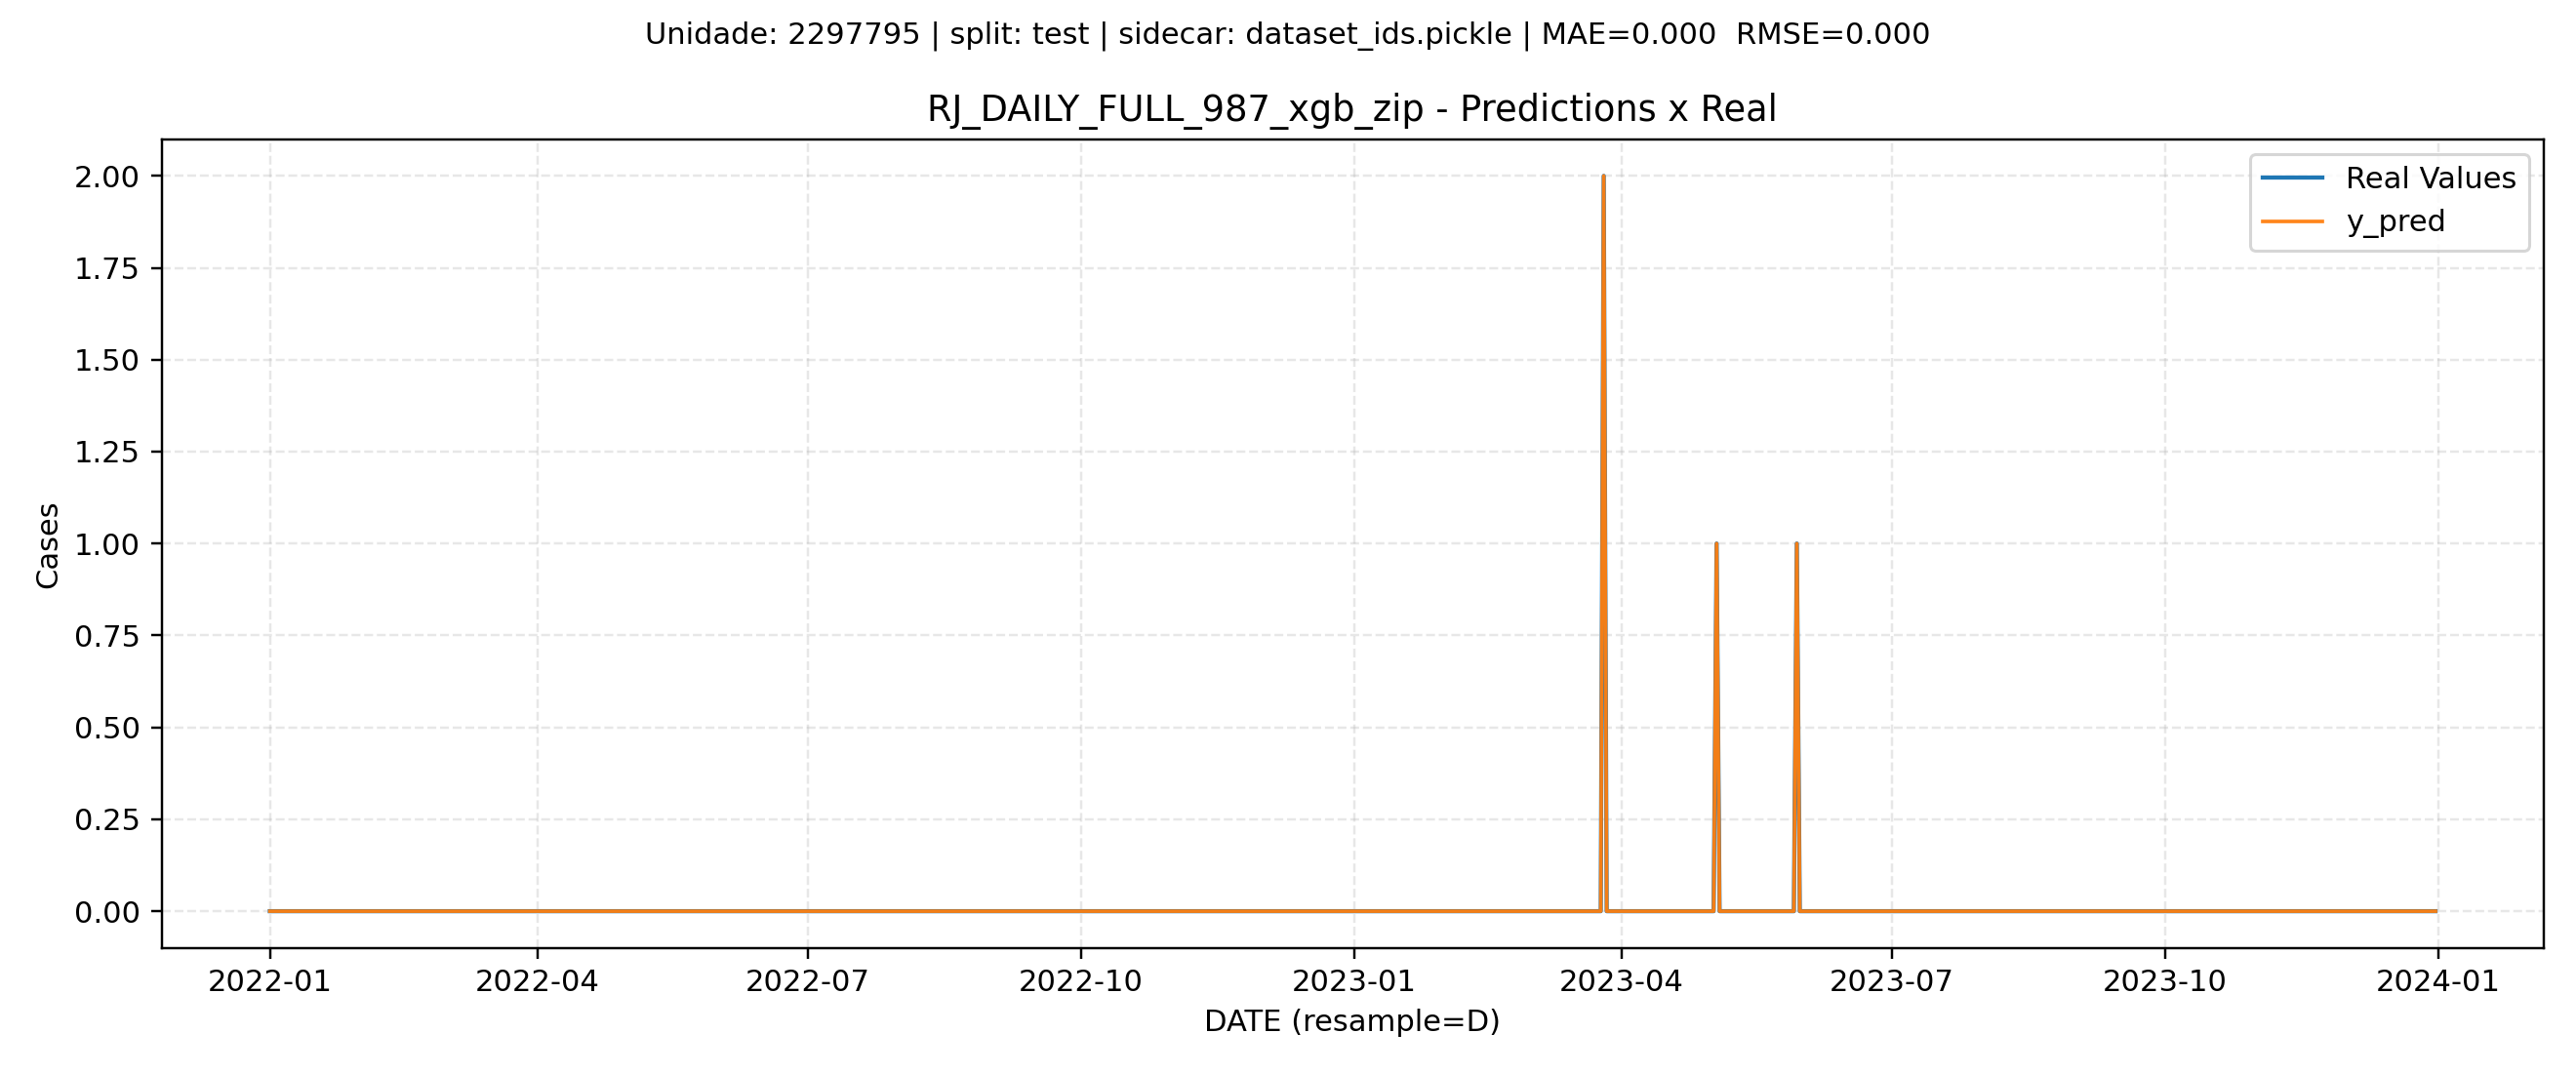 Unidade: 2297795 | split: test | sidecar: dataset_ids.pickle | MAE=0.000  RMSE=0.000
RJ_DAILY_FULL_987_xgb_zip - Predictions x Real
Real Values
y_pred
Cases
2.00
1.75
1.50
1.25
1.00
0.75
0.50
0.25
0.00
2022-01 2022-04 2022-07 2022-10 2023-01 2023-04 2023-07 2023-10 2024-01
DATE (resample=D)